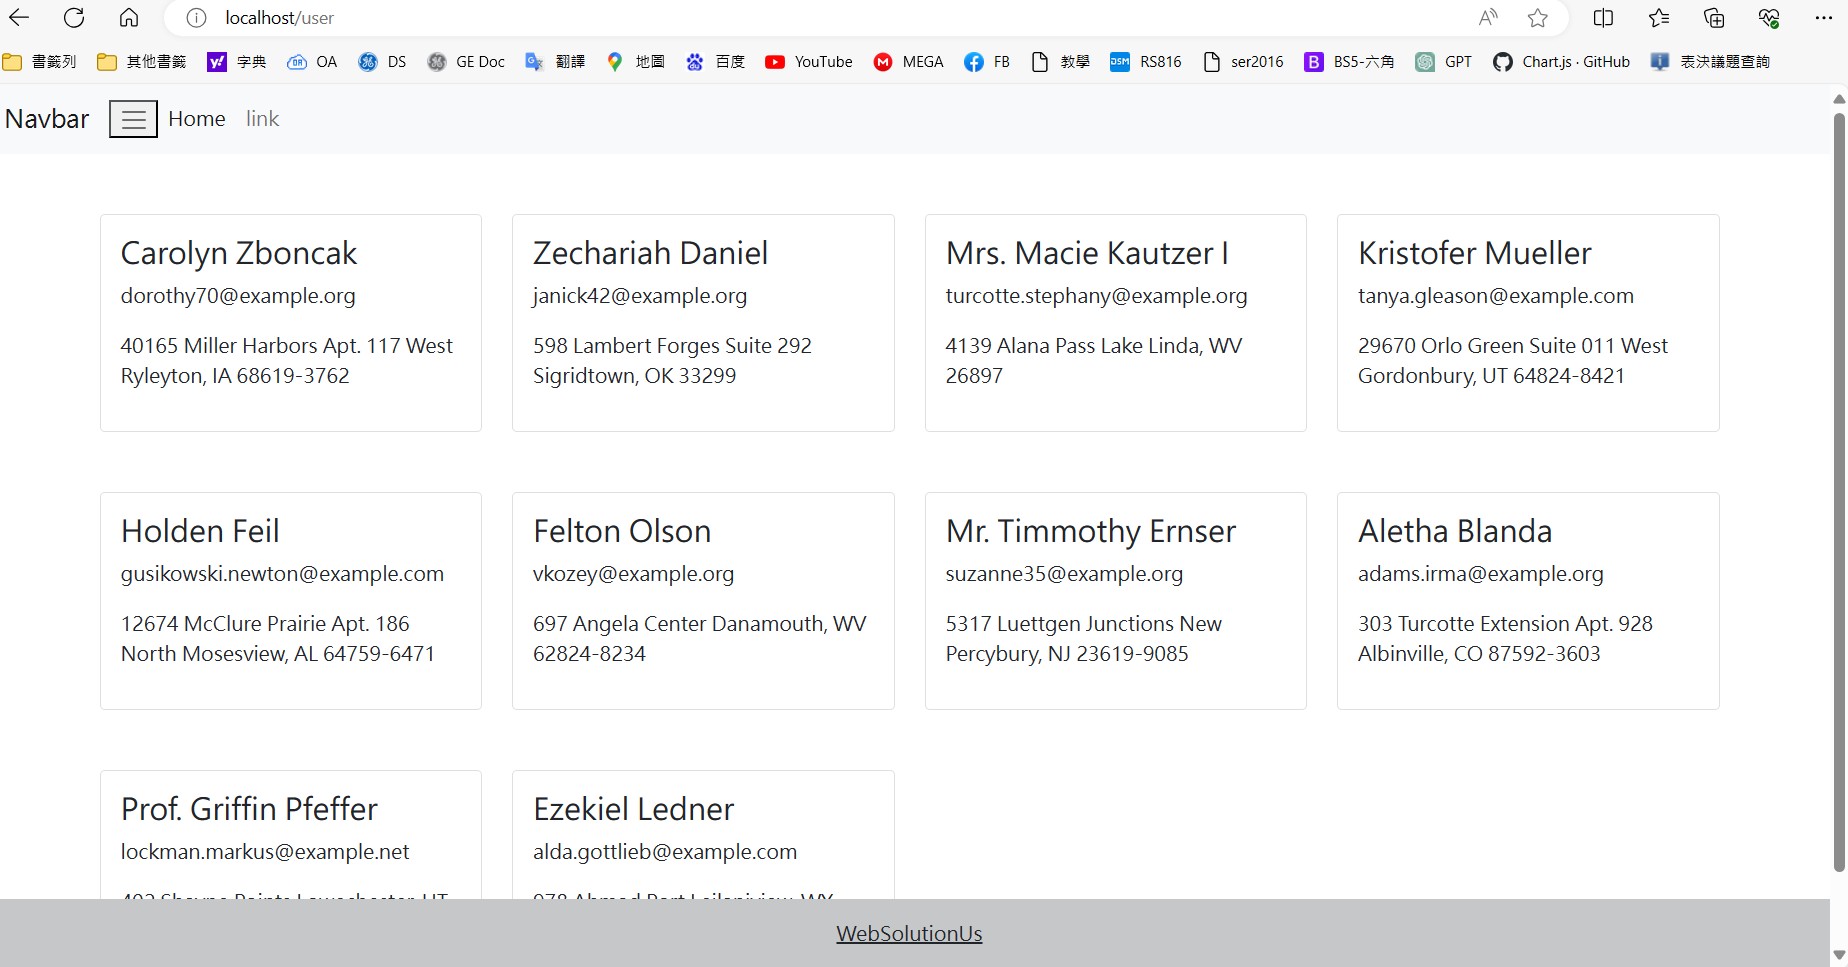 localhost/user
書籤列 其他書籤 字典 OA DS GE Doc 翻譯 地圖 百度 YouTube MEGA FB 教學 RS816 ser2016 BS5-六角 GPT Chart.js · GitHub 表決議題查詢
Navbar Home link
Carolyn Zboncak
dorothy70@example.org
40165 Miller Harbors Apt. 117 West
Ryleyton, IA 68619-3762
Zechariah Daniel
janick42@example.org
598 Lambert Forges Suite 292
Sigridtown, OK 33299
Mrs. Macie Kautzer I
turcotte.stephany@example.org
4139 Alana Pass Lake Linda, WV
26897
Kristofer Mueller
tanya.gleason@example.com
29670 Orlo Green Suite 011 West
Gordonbury, UT 64824-8421
Holden Feil
gusikowski.newton@example.com
12674 McClure Prairie Apt. 186
North Mosesview, AL 64759-6471
Felton Olson
vkozey@example.org
697 Angela Center Danamouth, WV
62824-8234
Mr. Timmothy Ernser
suzanne35@example.org
5317 Luettgen Junctions New
Percybury, NJ 23619-9085
Aletha Blanda
adams.irma@example.org
303 Turcotte Extension Apt. 928
Albinville, CO 87592-3603
Prof. Griffin Pfeffer
lockman.markus@example.net
Ezekiel Ledner
alda.gottlieb@example.com
WebSolutionUs